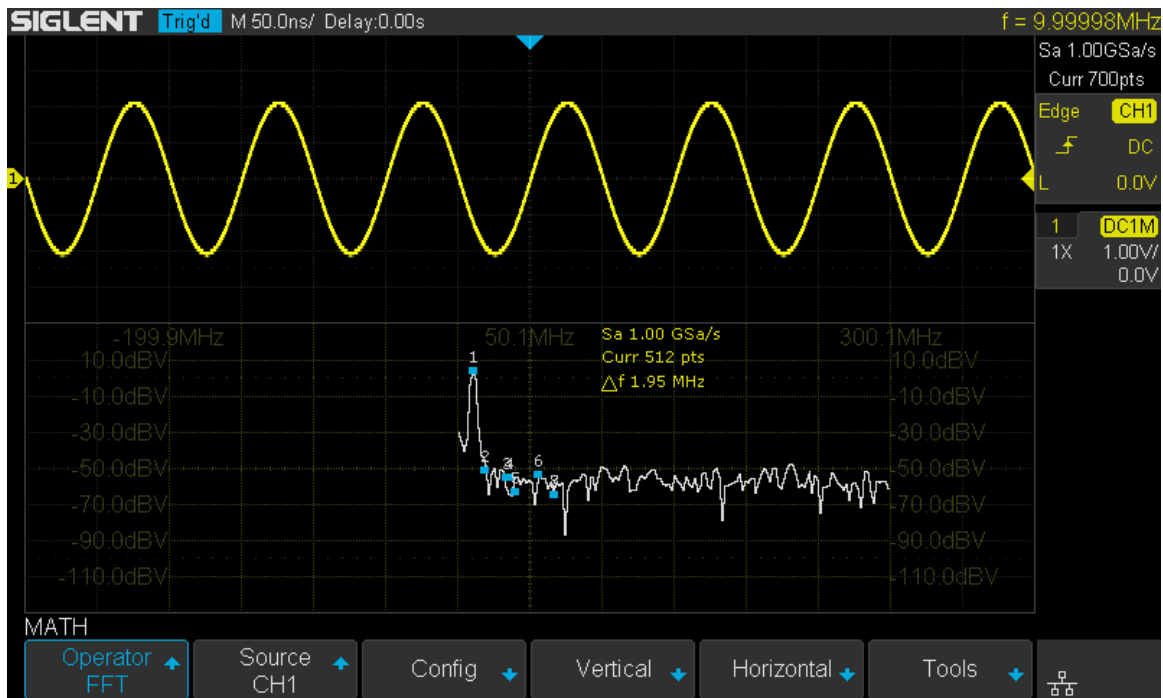 SIGLENT Trig'd M 50.0ns/ Delay:0.00s f = 9.99998MHz
Sa 1.00GSa/s
Curr 700pts
Edge CH1
DC
L 0.0V
1
1 DC1M
1X 1.00V/
0.0V
-199.9MHz 50.1MHz Sa 1.00 GSa/s 300.1MHz
10.0dBV 1 Curr 512 pts 10.0dBV
△f 1.95 MHz
-10.0dBV -10.0dBV
-30.0dBV -30.0dBV
-50.0dBV 2 6 -50.0dBV
-70.0dBV -70.0dBV
-90.0dBV -90.0dBV
-110.0dBV -110.0dBV
MATH
Operator Source Config Vertical Horizontal Tools
FFT CH1